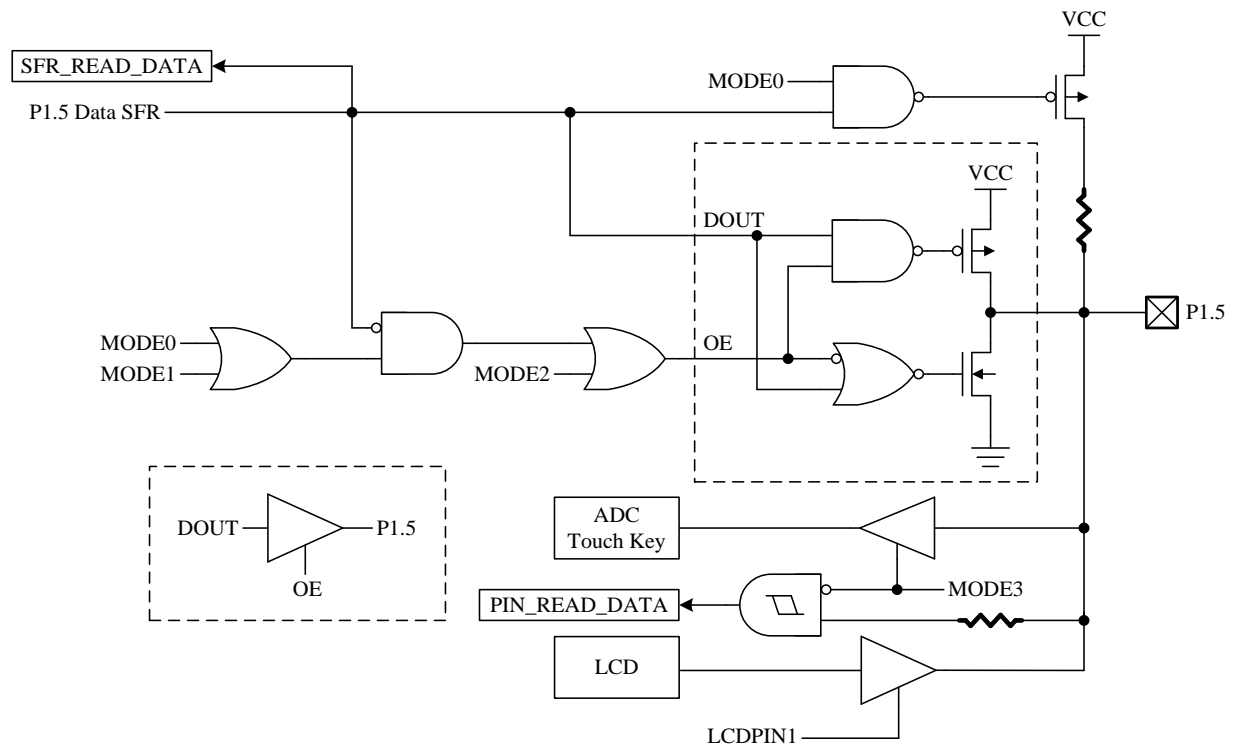 VCC
SFR_READ_DATA
MODE0
P1.5 Data SFR
VCC
DOUT
P1.5
MODE0
MODE1
OE
MODE2
DOUT
P1.5
OE
ADC
Touch Key
MODE3
PIN_READ_DATA
LCD
LCDPIN1